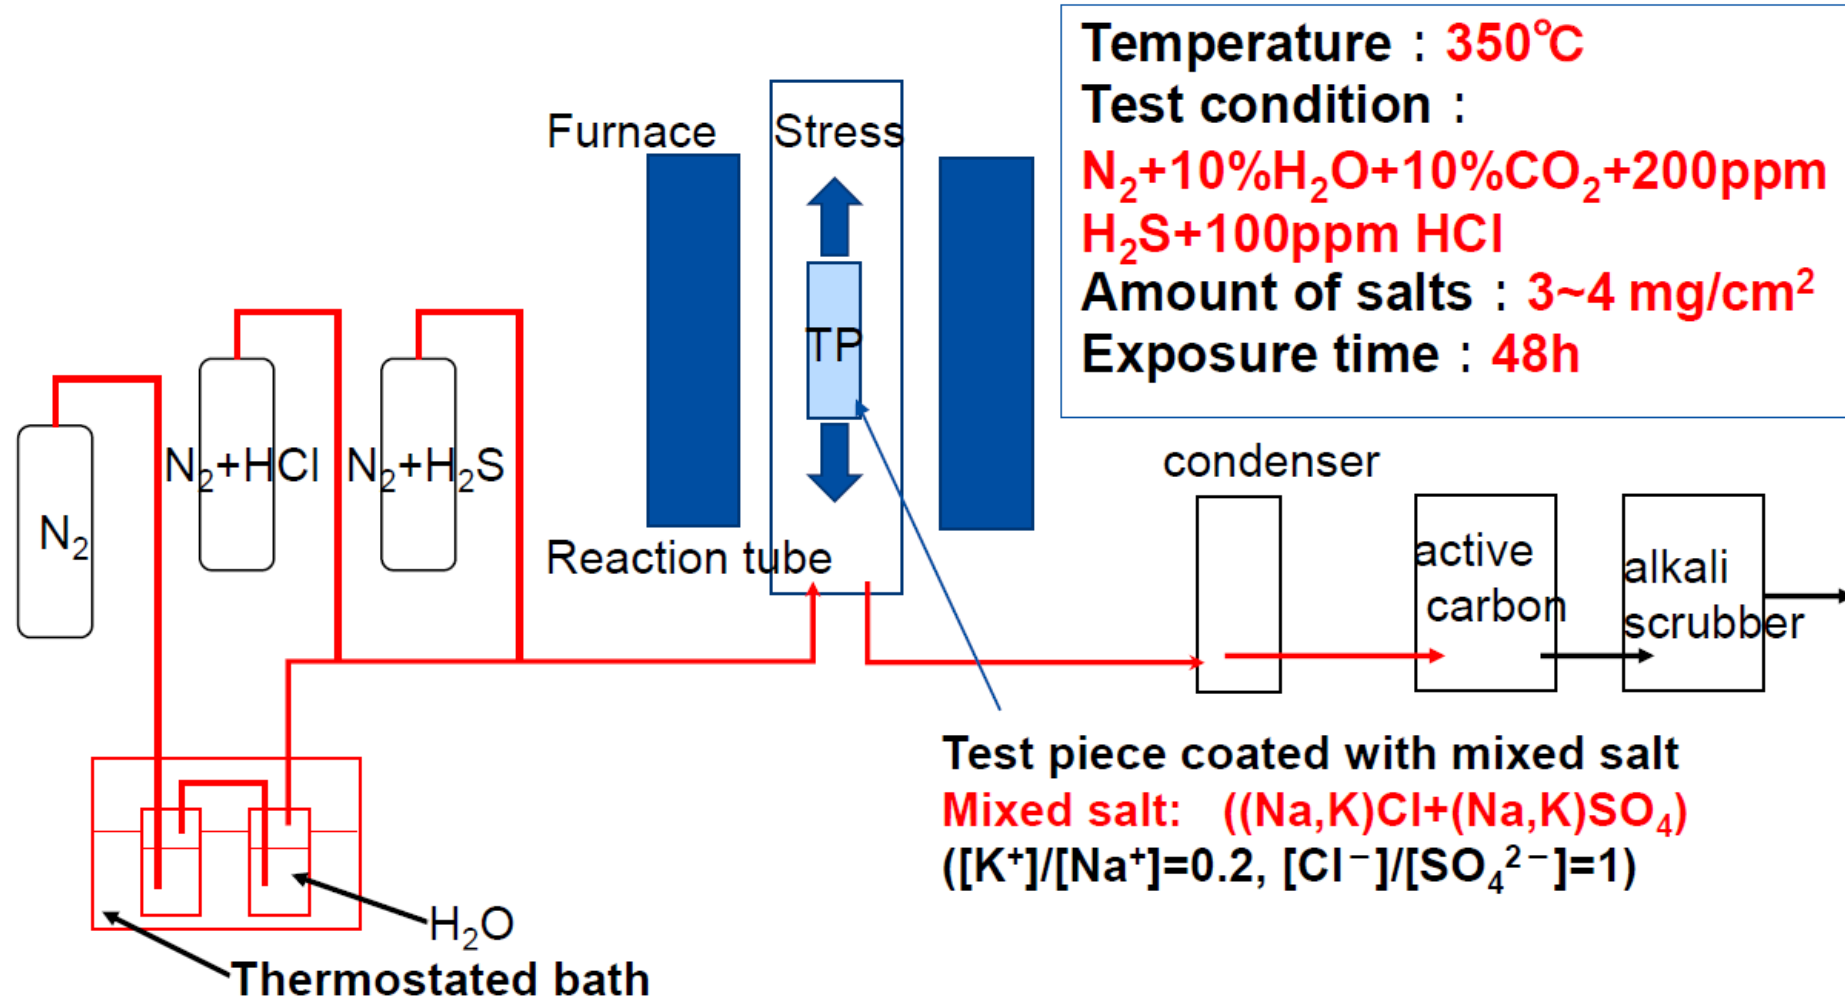 Temperature : 350℃
Test condition :
N₂+10%H₂O+10%CO₂+200ppm
H₂S+100ppm HCl
Amount of salts : 3~4 mg/cm²
Exposure time : 48h
Furnace
Stress
TP
N₂+HCl
N₂+H₂S
N₂
Reaction tube
condenser
active
carbon
alkali
scrubber
Test piece coated with mixed salt
Mixed salt: ((Na,K)Cl+(Na,K)SO₄)
([K⁺]/[Na⁺]=0.2, [Cl⁻]/[SO₄²⁻]=1)
H₂O
Thermostated bath